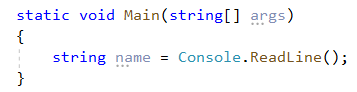 static void Main(string[] args)
{
    string name = Console.ReadLine();
}